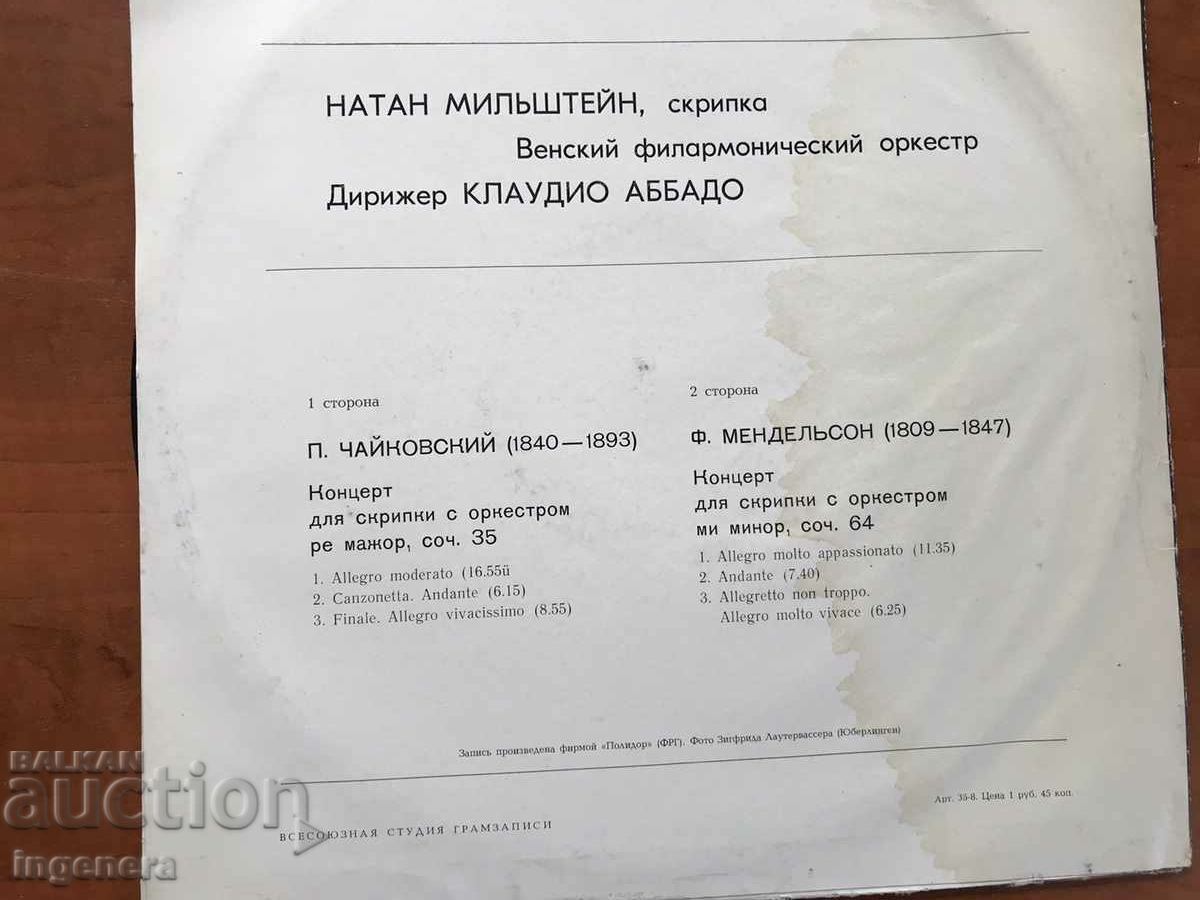 НАТАН МИЛЬШТЕЙН, скрипка
Венский филармонический оркестр
Дирижер КЛАУДИО АББАДО
1 сторона
П. ЧАЙКОВСКИЙ (1840—1893)
Концерт
для скрипки с оркестром
ре мажор, соч. 35
1. Allegro moderato (16.55ü
2. Canzonetta. Andante (6.15)
3. Finale. Allegro vivacissimo (8.55)
2 сторона
Ф. МЕНДЕЛЬСОН (1809—1847)
Концерт
для скрипки с оркестром
ми минор, соч. 64
1. Allegro molto appassionato (11.35)
2. Andante (7.40)
3. Allegretto non troppo.
Allegro molto vivace (6.25)
Запись произведена фирмой «Полидор» (ФРГ). Фото Зигфрида Лаутервассера (Юберлинген)
Арт. 35-8. Цена 1 руб. 45 коп.
ВСЕСОЮЗНАЯ СТУДИЯ ГРАМЗАПИСИ
BALKAN
auction
ingenera